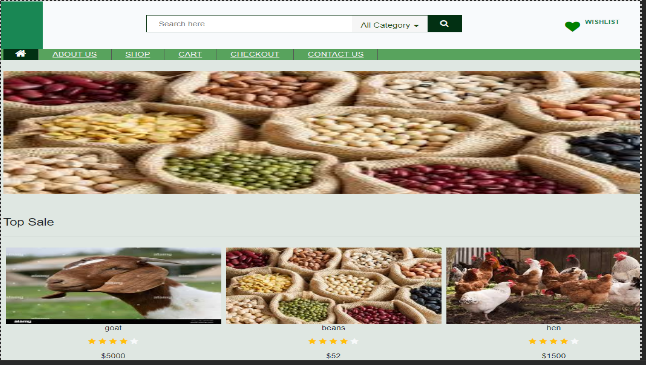 Search here
All Category
WISHLIST
ABOUT US
SHOP
CART
CHECKOUT
CONTACT US
Top Sale
alamy
goat
beans
hen
$5000
$52
$1500